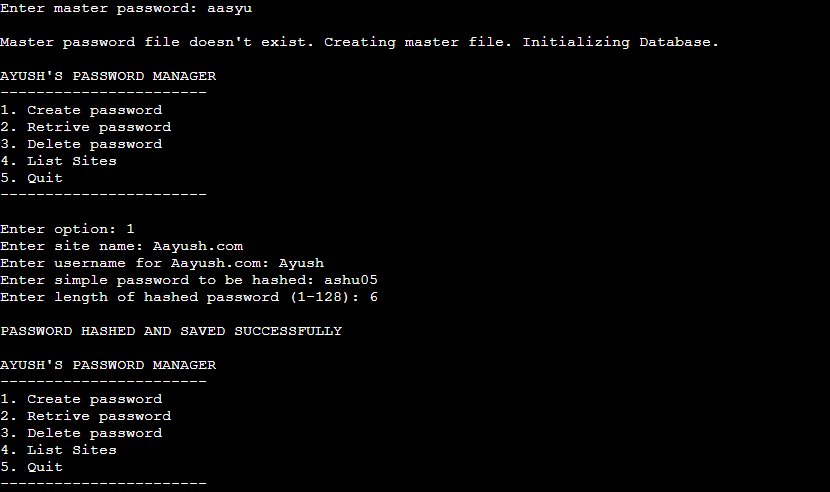 Enter master password: aasyu
Master password file doesn't exist. Creating master file. Initializing Database.
AYUSH'S PASSWORD MANAGER
-----------------------
1. Create password
2. Retrive password
3. Delete password
4. List Sites
5. Quit
-----------------------
Enter option: 1
Enter site name: Aayush.com
Enter username for Aayush.com: Ayush
Enter simple password to be hashed: ashu05
Enter length of hashed password (1-128): 6
PASSWORD HASHED AND SAVED SUCCESSFULLY
AYUSH'S PASSWORD MANAGER
-----------------------
1. Create password
2. Retrive password
3. Delete password
4. List Sites
5. Quit
-----------------------